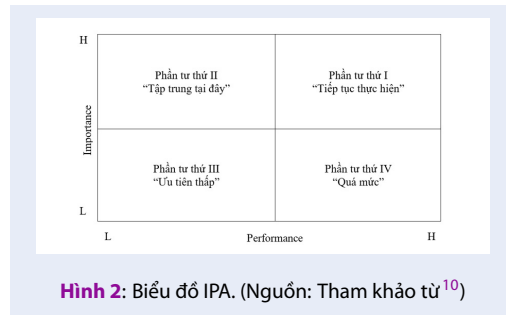 H
Phần tư thứ II
“Tập trung tại đây”
Phần tư thứ I
“Tiếp tục thực hiện”
Importance
Phần tư thứ III
“Ưu tiên thấp”
Phần tư thứ IV
“Quá mức”
L
L
Performance
H
Hình 2: Biểu đồ IPA. (Nguồn: Tham khảo từ 10)